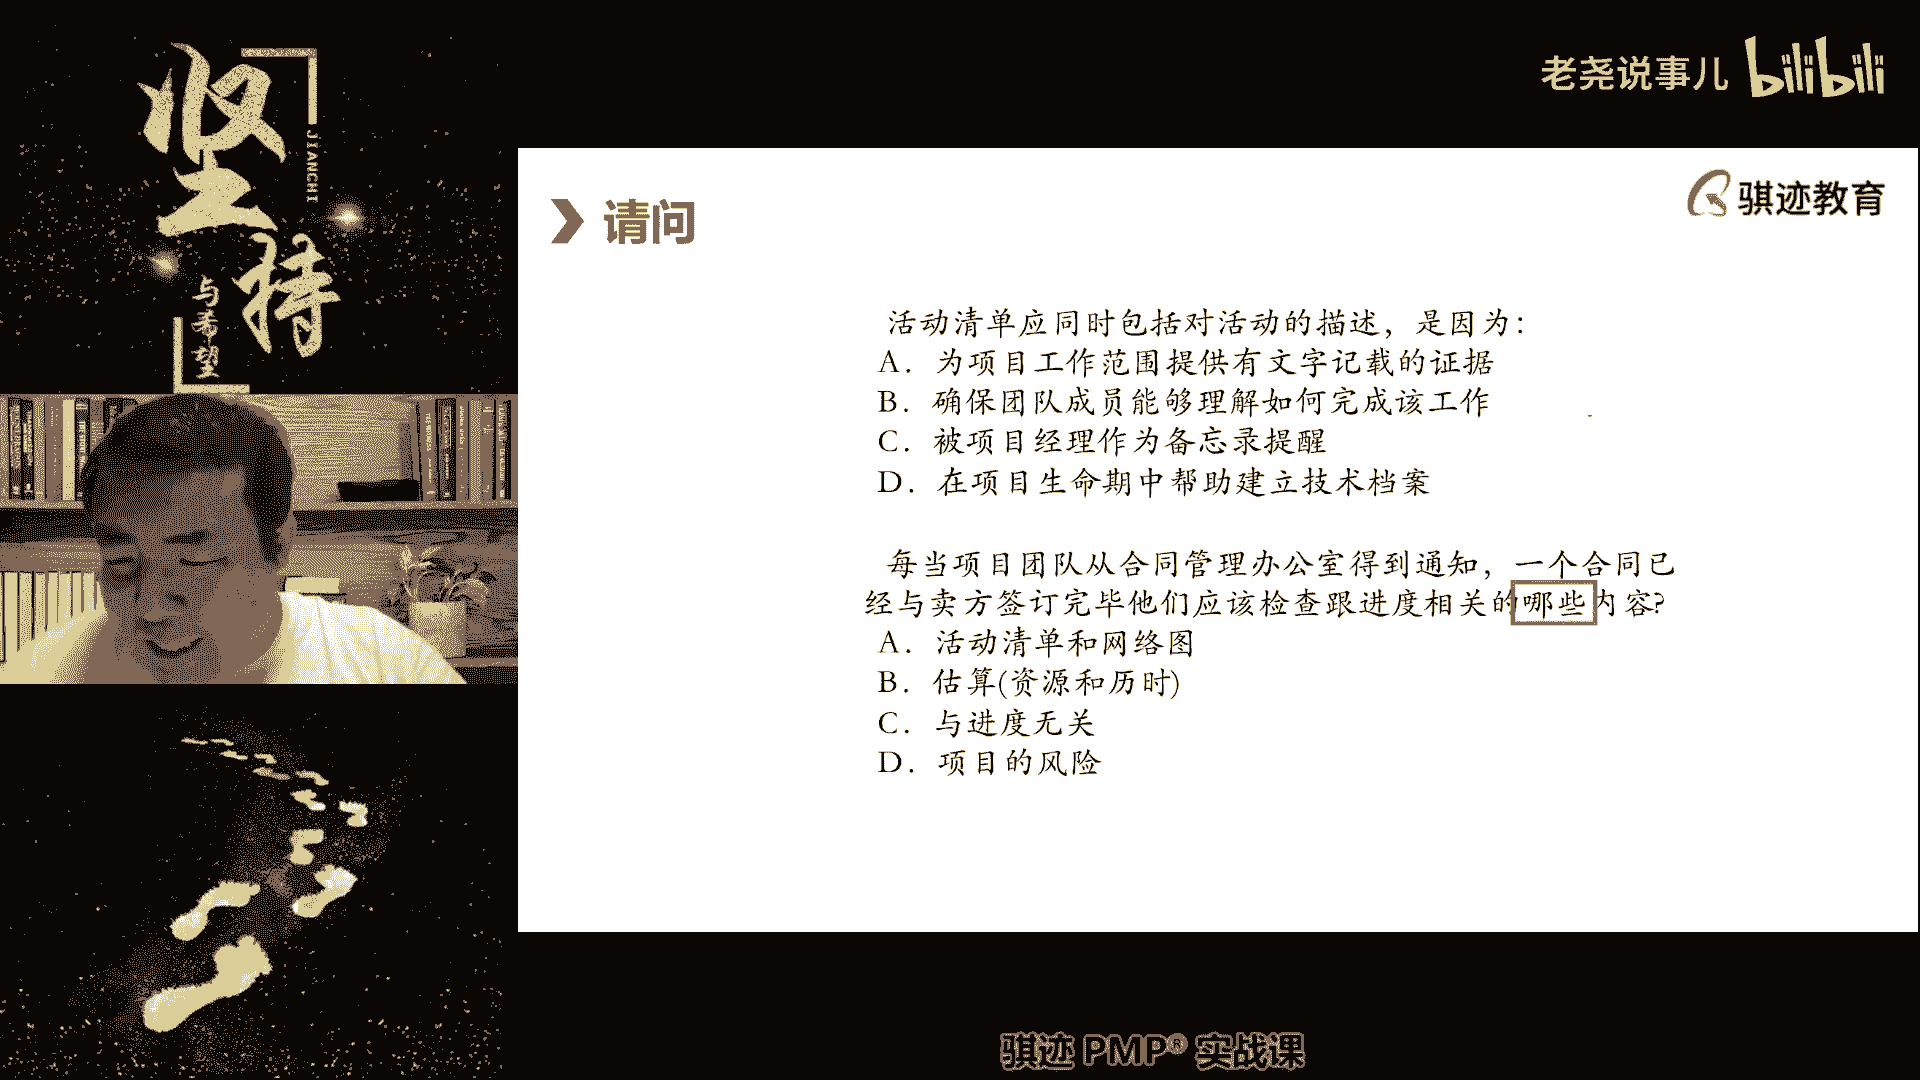 坚持
JIANCHI
与希望
老尧说事儿 bilibili
骐迹教育
请问
活动清单应同时包括对活动的描述，是因为：
A．为项目工作范围提供有文字记载的证据
B．确保团队成员能够理解如何完成该工作
C．被项目经理作为备忘录提醒
D．在项目生命期中帮助建立技术档案
每当项目团队从合同管理办公室得到通知，一个合同已
经与卖方签订完毕他们应该检查跟进度相关的哪些内容?
A．活动清单和网络图
B．估算(资源和历时)
C．与进度无关
D．项目的风险
骐迹 PMP® 实战课